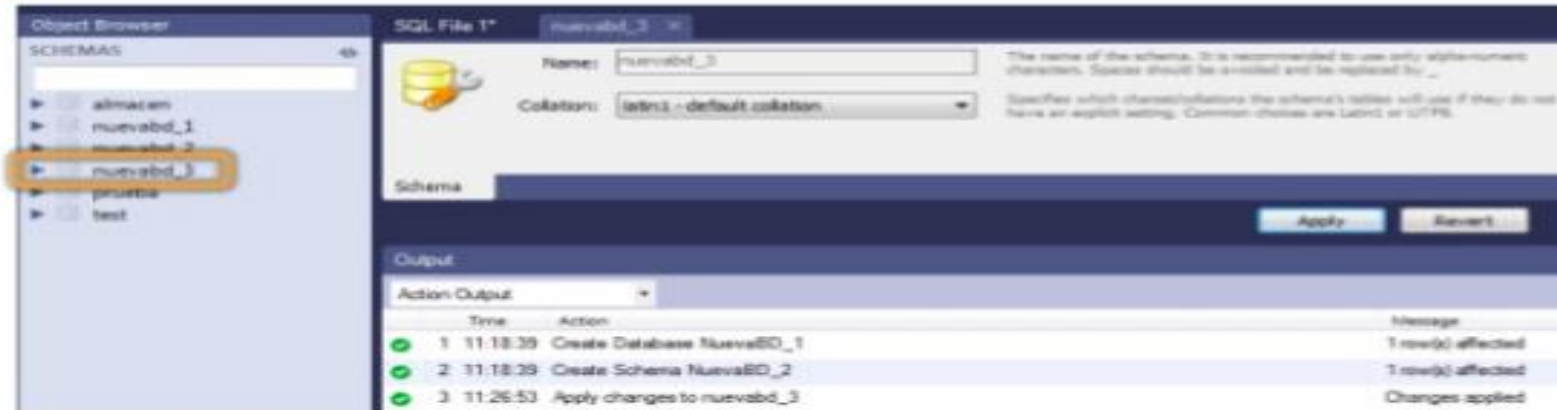 Object Browser
SCHEMAS
almacen
nuevabd_1
nuevabd_2
nuevabd_3
prueba
test
SQL File 1*
nuevabd_3
Name: nuevabd_3
The name of the schema. It is recommended to use only alpha-numeric
characters. Spaces should be avoided and be replaced by _
Collation: latin1 - default collation
Specifies which charset/collations the schema's tables will use if they do not
have an explicit setting. Common choices are Latin1 or UTF8.
Schema
Apply Revert
Output
Action Output
Time Action Message
1 11:18:39 Create Database NuevaBD_1 1 row(s) affected
2 11:18:39 Create Schema NuevaBD_2 1 row(s) affected
3 11:26:53 Apply changes to nuevabd_3 Changes applied